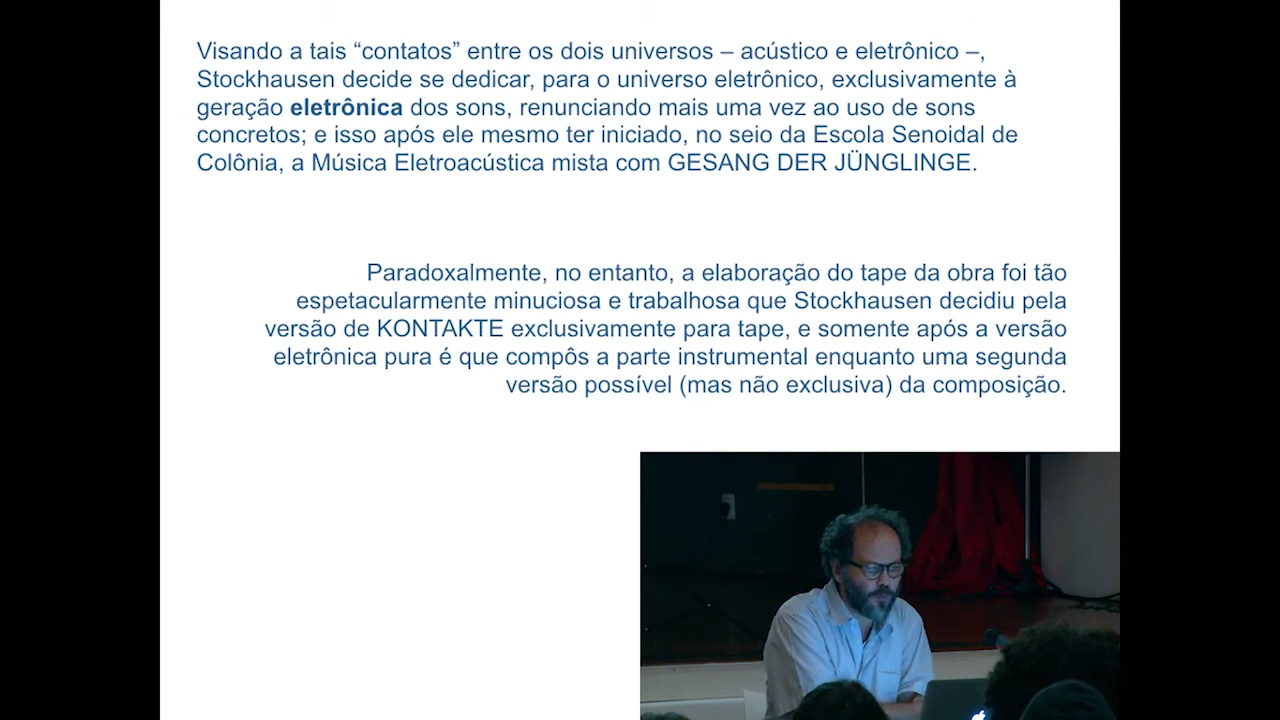 Visando a tais “contatos” entre os dois universos – acústico e eletrônico –,
Stockhausen decide se dedicar, para o universo eletrônico, exclusivamente à
geração eletrônica dos sons, renunciando mais uma vez ao uso de sons
concretos; e isso após ele mesmo ter iniciado, no seio da Escola Senoidal de
Colônia, a Música Eletroacústica mista com GESANG DER JÜNGLINGE.
Paradoxalmente, no entanto, a elaboração do tape da obra foi tão
espetacularmente minuciosa e trabalhosa que Stockhausen decidiu pela
versão de KONTAKTE exclusivamente para tape, e somente após a versão
eletrônica pura é que compôs a parte instrumental enquanto uma segunda
versão possível (mas não exclusiva) da composição.